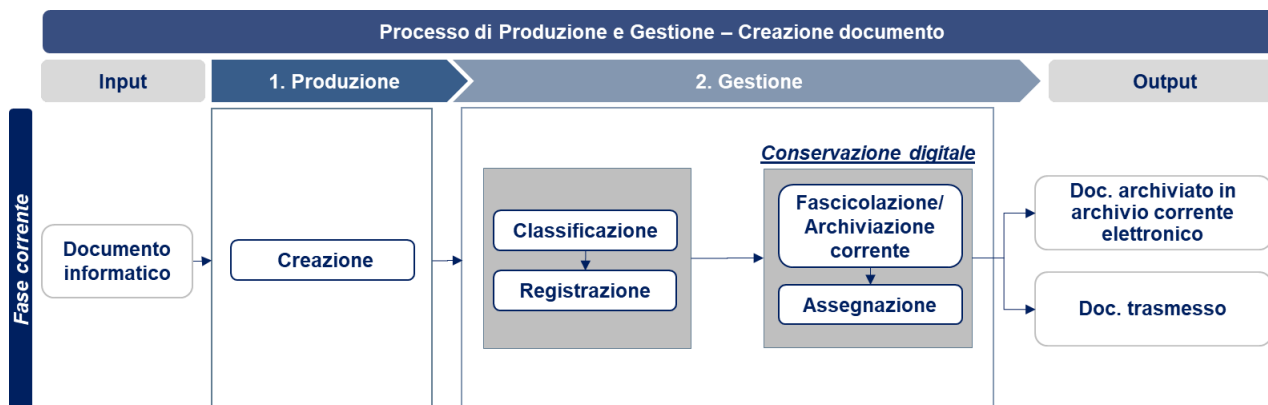 Processo di Produzione e Gestione – Creazione documento
Input
1. Produzione
2. Gestione
Output
Fase corrente
Documento
informatico
Creazione
Classificazione
Registrazione
Conservazione digitale
Fascicolazione/
Archiviazione
corrente
Assegnazione
Doc. archiviato in
archivio corrente
elettronico
Doc. trasmesso